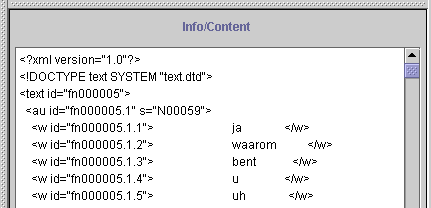 Info/Content
<?xml version="1.0"?>
<!DOCTYPE text SYSTEM "text.dtd">
<text id="fn000005">
<au id="fn000005.1" s="N00059">
<w id="fn000005.1.1"> ja </w>
<w id="fn000005.1.2"> waarom </w>
<w id="fn000005.1.3"> bent </w>
<w id="fn000005.1.4"> u </w>
<w id="fn000005.1.5"> uh </w>